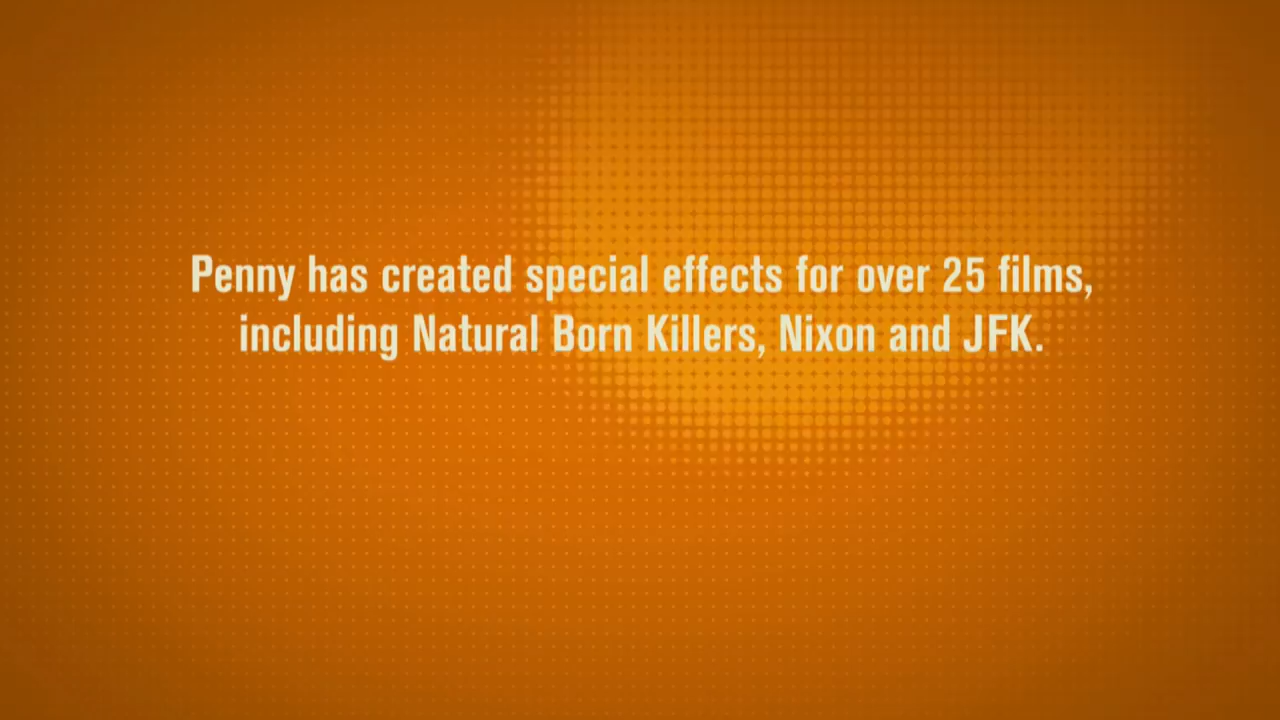 Penny has created special effects for over 25 films,
including Natural Born Killers, Nixon and JFK.